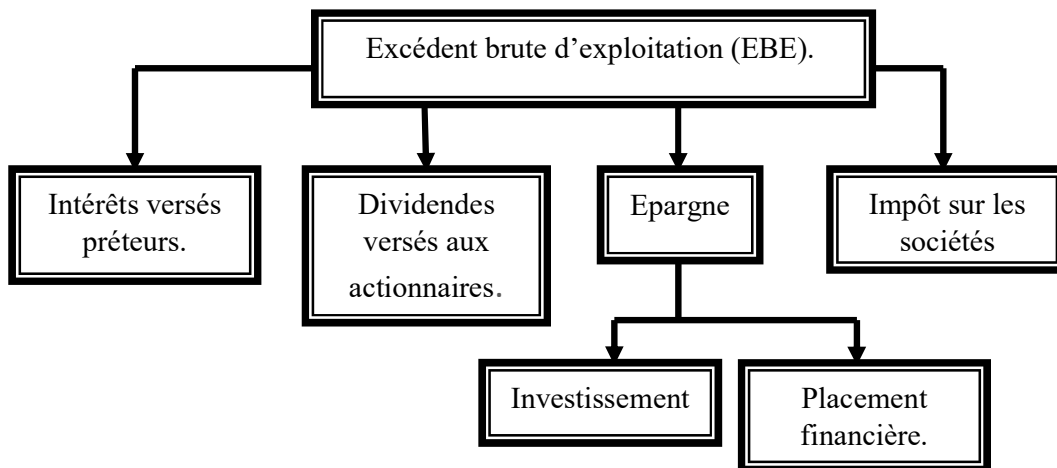 Excédent brute d’exploitation (EBE).
Intérêts versés
préteurs.
Dividendes
versés aux
actionnaires.
Epargne
Impôt sur les
sociétés
Investissement
Placement
financière.